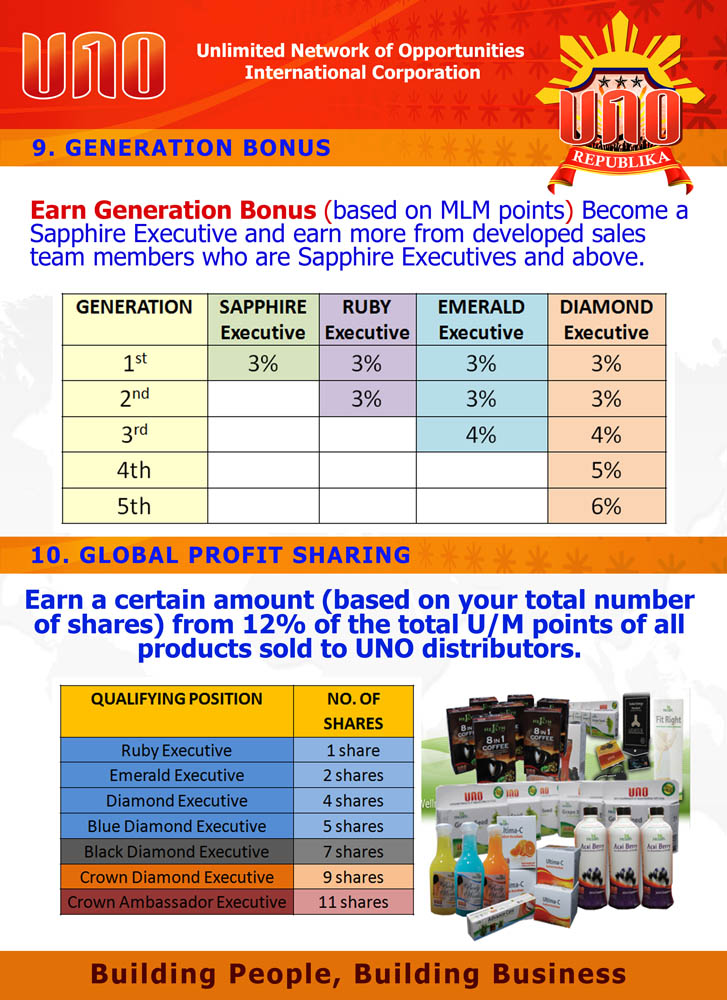 UNO
Unlimited Network of Opportunities
International Corporation
UNO
REPUBLIKA
9. GENERATION BONUS
Earn Generation Bonus (based on MLM points) Become a
Sapphire Executive and earn more from developed sales
team members who are Sapphire Executives and above.
GENERATION SAPPHIRE Executive RUBY Executive EMERALD Executive DIAMOND Executive
1st 3% 3% 3% 3%
2nd 3% 3% 3%
3rd 4% 4%
4th 5%
5th 6%
10. GLOBAL PROFIT SHARING
Earn a certain amount (based on your total number
of shares) from 12% of the total U/M points of all
products sold to UNO distributors.
QUALIFYING POSITION NO. OF SHARES
Ruby Executive 1 share
Emerald Executive 2 shares
Diamond Executive 4 shares
Blue Diamond Executive 5 shares
Black Diamond Executive 7 shares
Crown Diamond Executive 9 shares
Crown Ambassador Executive 11 shares
8 IN 1
COFFEE
8 IN 1
COFFEE
Fit Right
UNO
UNO
Ultima-C
Ultima-C
Ultima-C
Acai Berry
Acai Berry
Acai Berry
Building People, Building Business